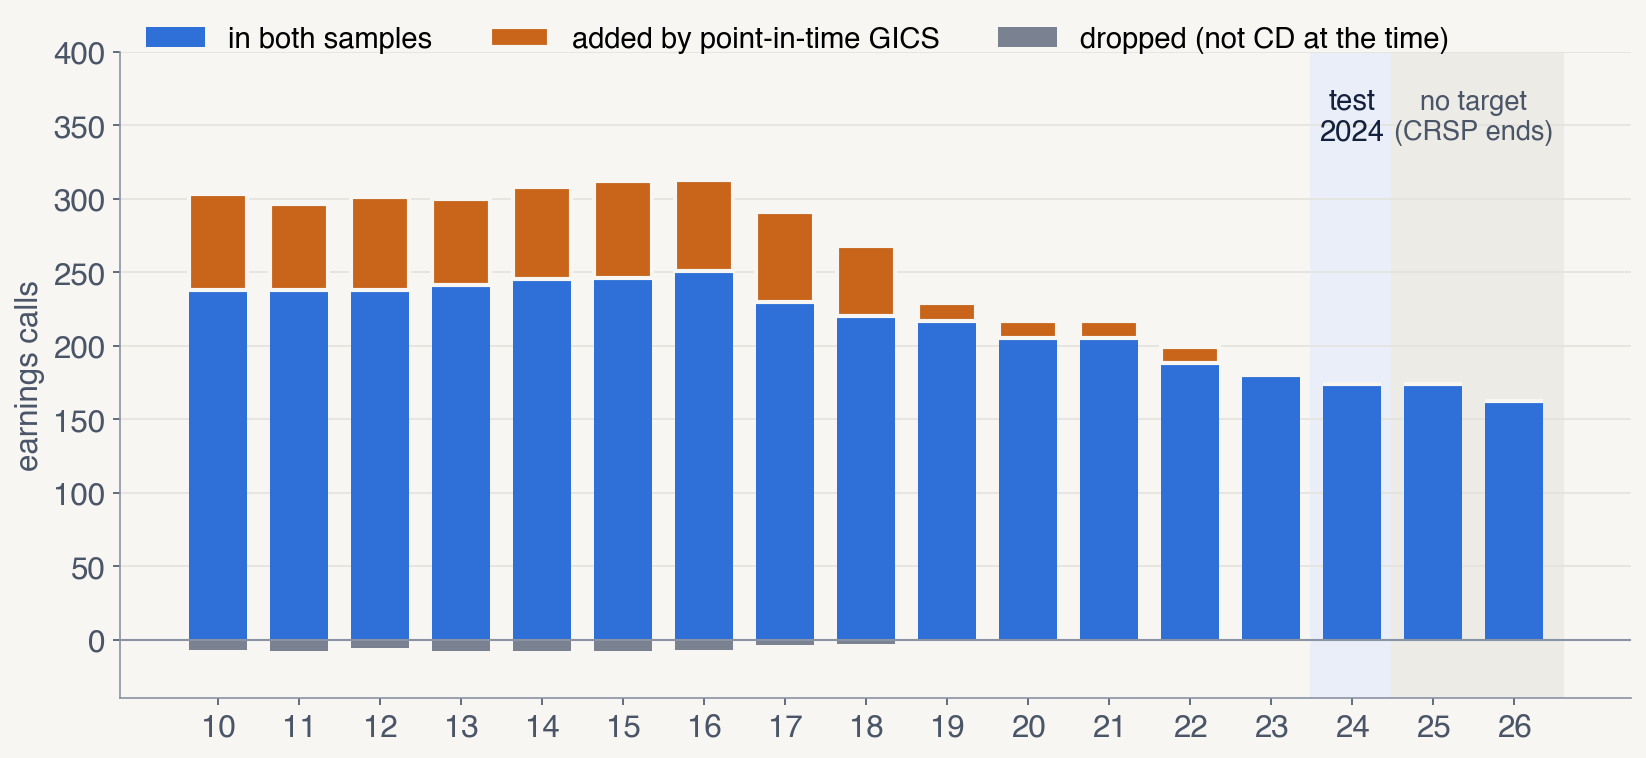 in both samples
added by point-in-time GICS
dropped (not CD at the time)
400
350
300
250
200
150
100
50
0
earnings calls
test
2024
no target
(CRSP ends)
10 11 12 13 14 15 16 17 18 19 20 21 22 23 24 25 26